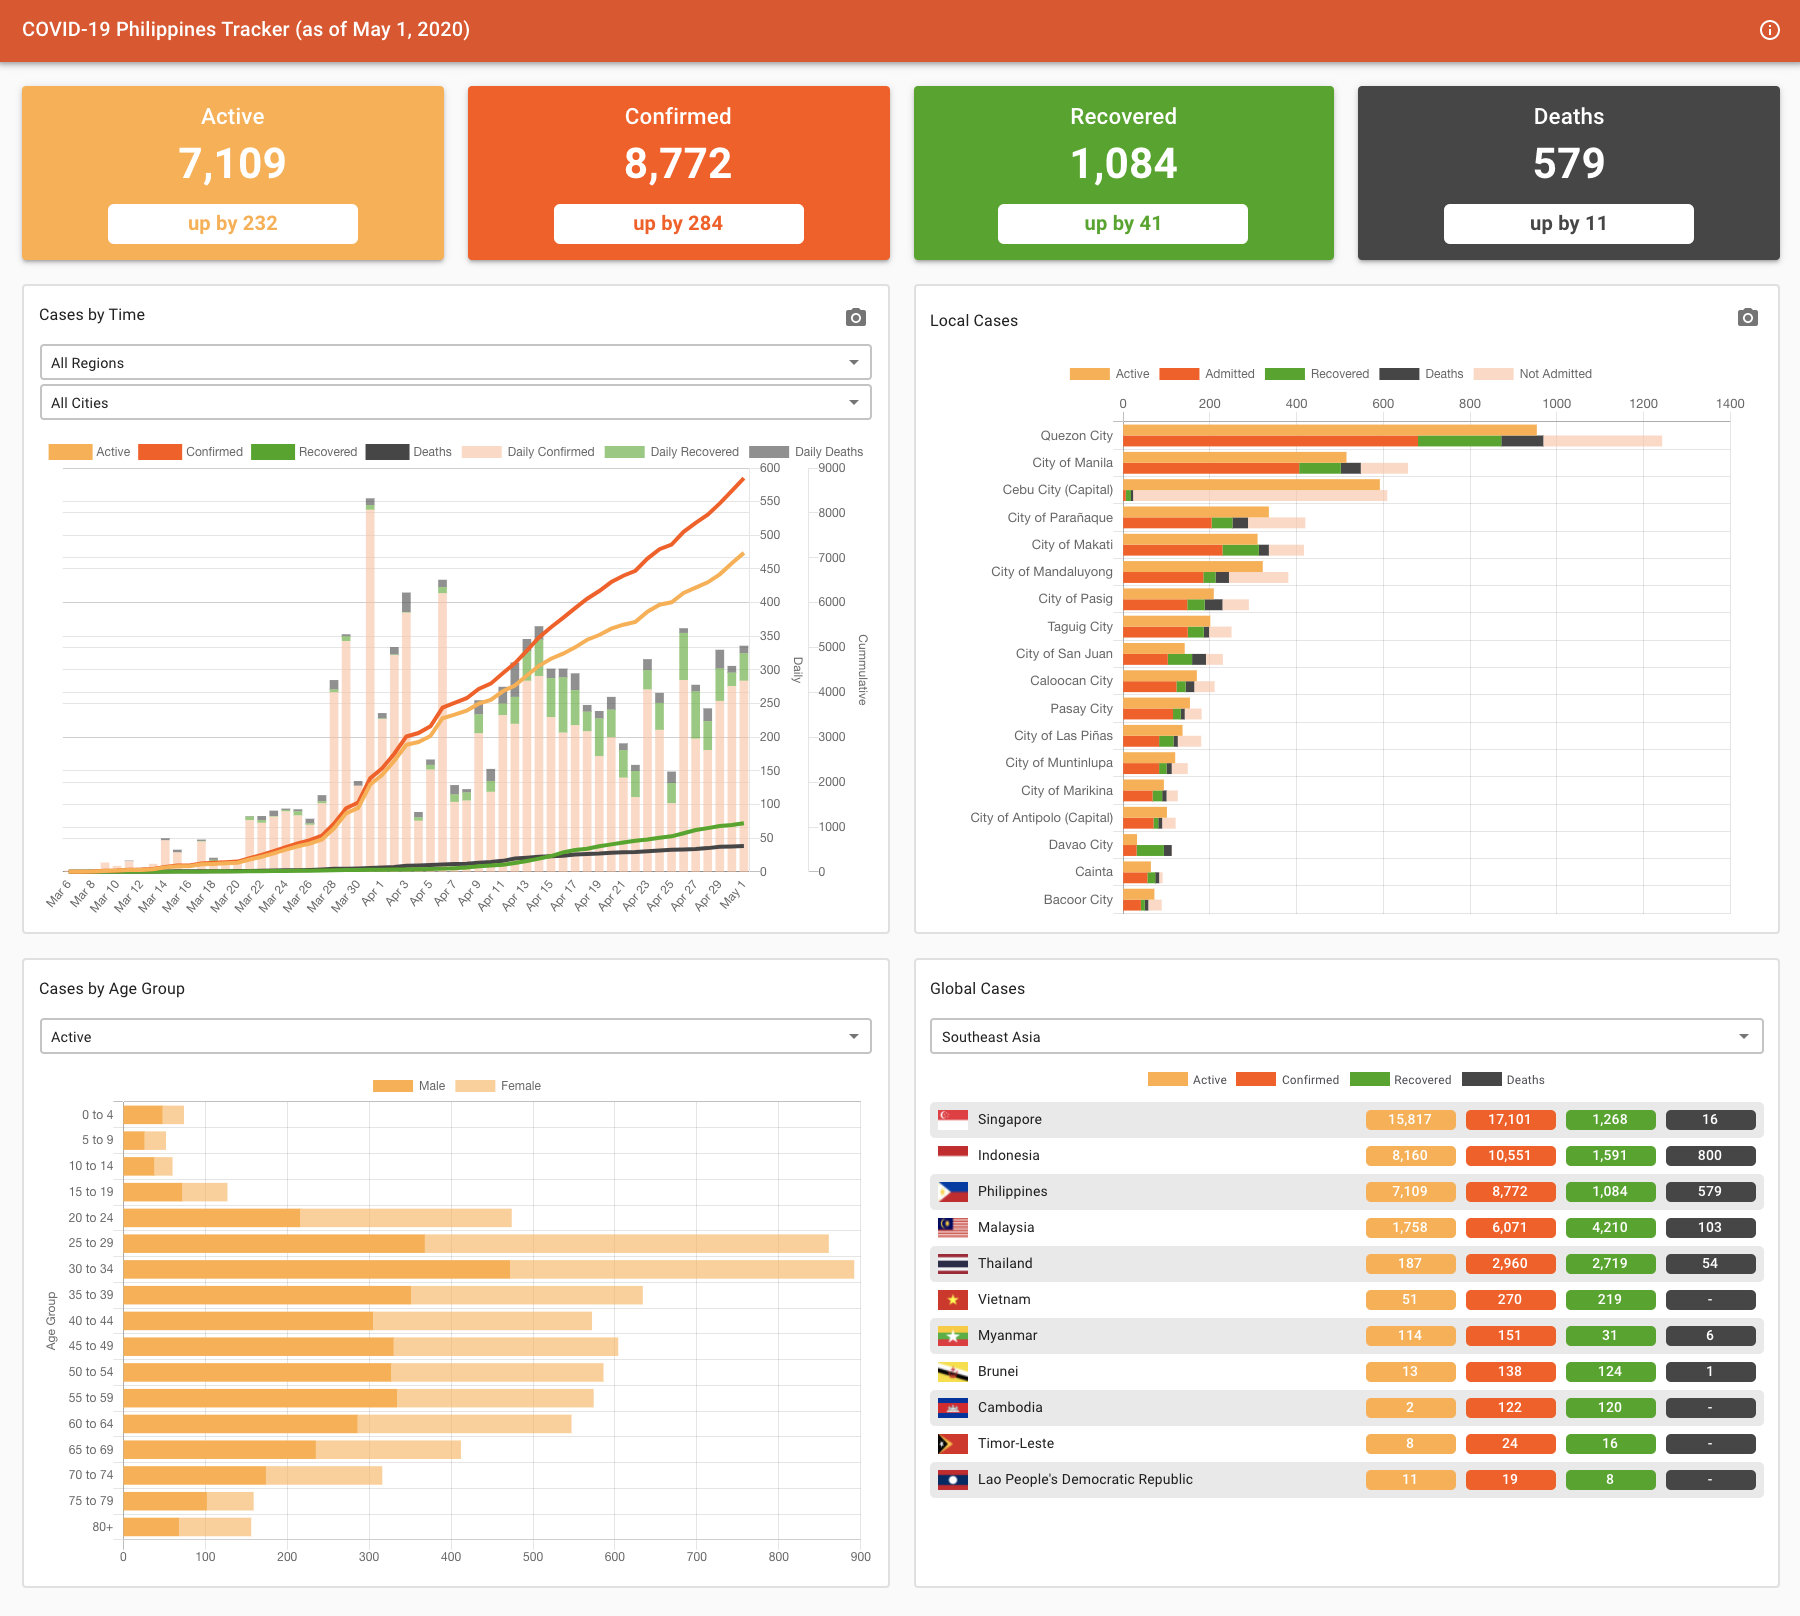 COVID-19 Philippines Tracker (as of May 1, 2020)
Active
7,109
up by 232
Confirmed
8,772
up by 284
Recovered
1,084
up by 41
Deaths
579
up by 11
Cases by Time
All Regions
All Cities
Active Confirmed Recovered Deaths Daily Confirmed Daily Recovered Daily Deaths
600 9000
550
500 8000
450 7000
400 6000
350
300 5000
250 4000
200 3000
150 2000
100
50 1000
0 0
Daily
Cummulative
Mar 6 Mar 8 Mar 10 Mar 12 Mar 14 Mar 16 Mar 18 Mar 20 Mar 22 Mar 24 Mar 26 Mar 28 Mar 30 Apr 1 Apr 3 Apr 5 Apr 7 Apr 9 Apr 11 Apr 13 Apr 15 Apr 17 Apr 19 Apr 21 Apr 23 Apr 25 Apr 27 Apr 29 May 1
Local Cases
Active Admitted Recovered Deaths Not Admitted
0 200 400 600 800 1000 1200 1400
Quezon City
City of Manila
Cebu City (Capital)
City of Parañaque
City of Makati
City of Mandaluyong
City of Pasig
Taguig City
City of San Juan
Caloocan City
Pasay City
City of Las Piñas
City of Muntinlupa
City of Marikina
City of Antipolo (Capital)
Davao City
Cainta
Bacoor City
Cases by Age Group
Active
Male Female
Age Group
0 to 4
5 to 9
10 to 14
15 to 19
20 to 24
25 to 29
30 to 34
35 to 39
40 to 44
45 to 49
50 to 54
55 to 59
60 to 64
65 to 69
70 to 74
75 to 79
80+
0 100 200 300 400 500 600 700 800 900
Global Cases
Southeast Asia
Active Confirmed Recovered Deaths
Singapore 15,817 17,101 1,268 16
Indonesia 8,160 10,551 1,591 800
Philippines 7,109 8,772 1,084 579
Malaysia 1,758 6,071 4,210 103
Thailand 187 2,960 2,719 54
Vietnam 51 270 219 -
Myanmar 114 151 31 6
Brunei 13 138 124 1
Cambodia 2 122 120 -
Timor-Leste 8 24 16 -
Lao People's Democratic Republic 11 19 8 -